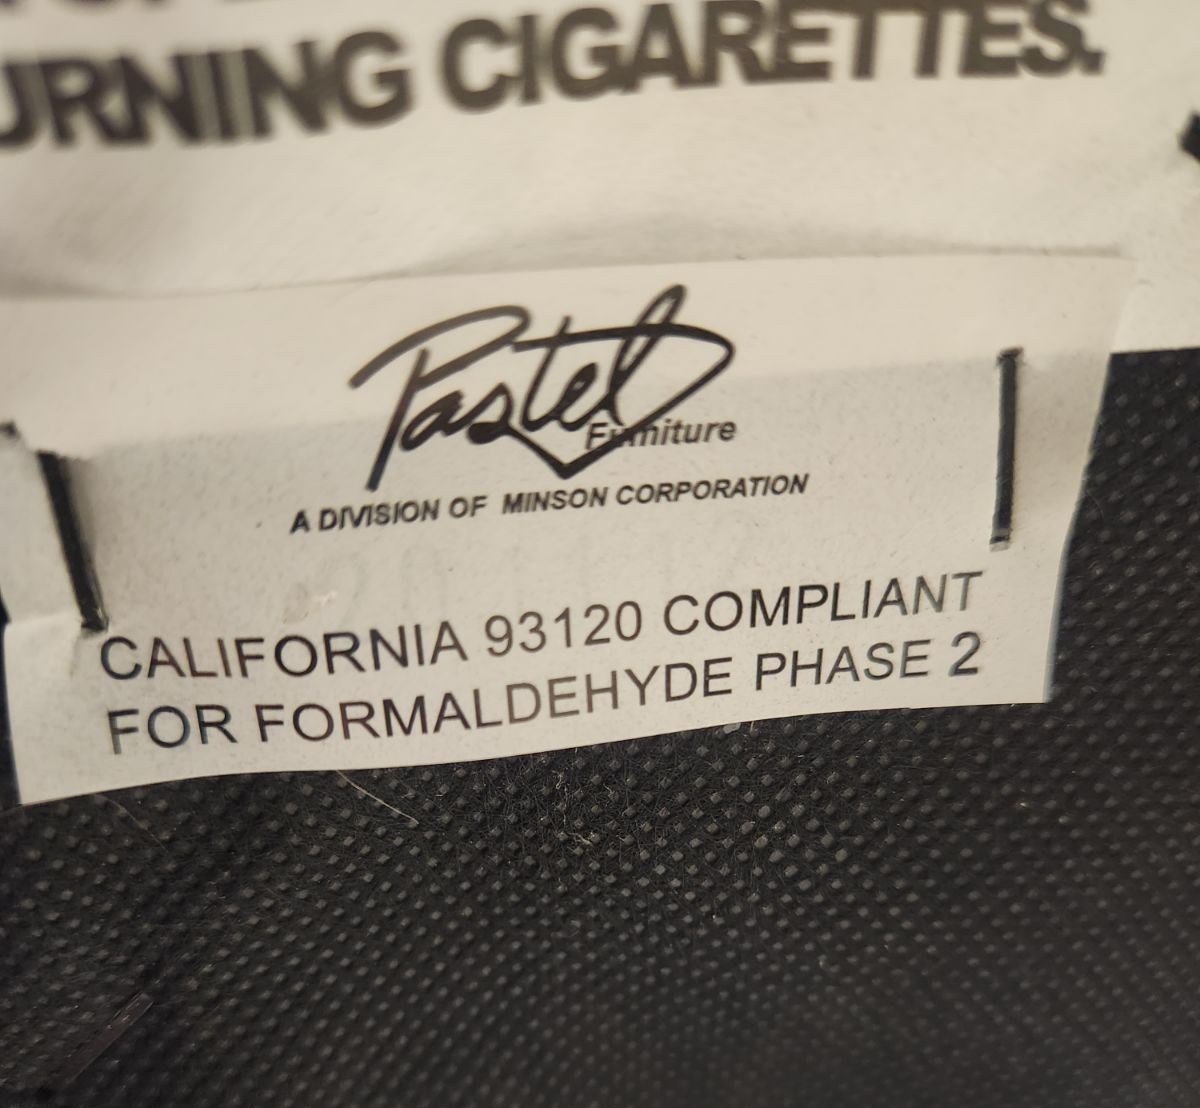 URNING CIGARETTES.
Pastel
Furniture
A DIVISION OF MINSON CORPORATION
CALIFORNIA 93120 COMPLIANT
FOR FORMALDEHYDE PHASE 2